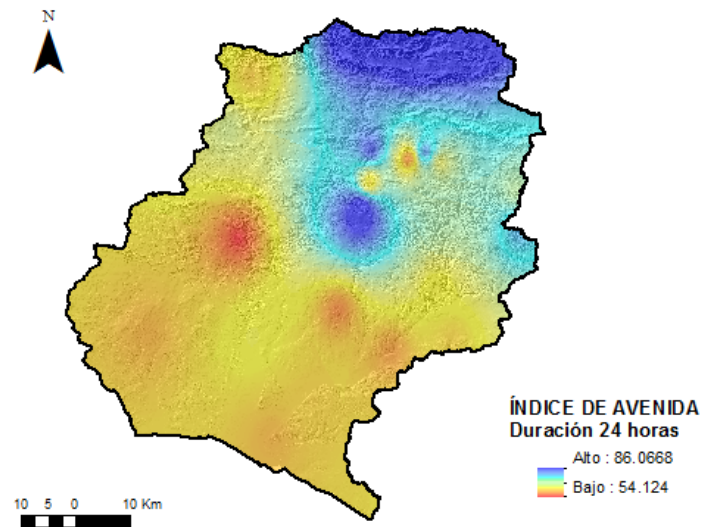 N
ÍNDICE DE AVENIDA
Duración 24 horas
Alto : 86.0668
Bajo : 54.124
10 5 0 10 Km